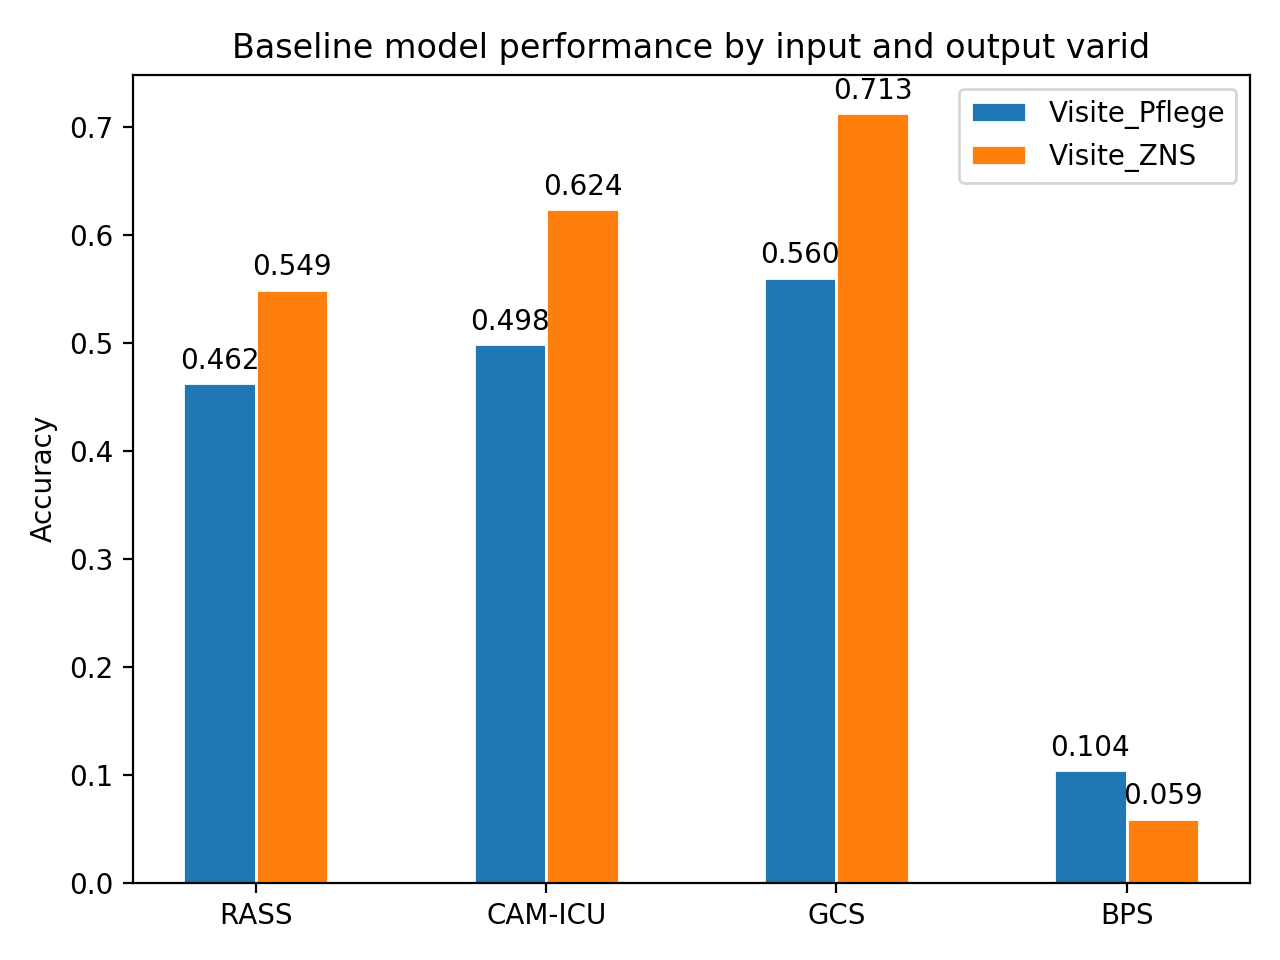 Baseline model performance by input and output varid
Visite_Pflege
Visite_ZNS
Accuracy
0.7
0.6
0.5
0.4
0.3
0.2
0.1
0.0
0.462
0.549
0.498
0.624
0.560
0.713
0.104
0.059
RASS
CAM-ICU
GCS
BPS